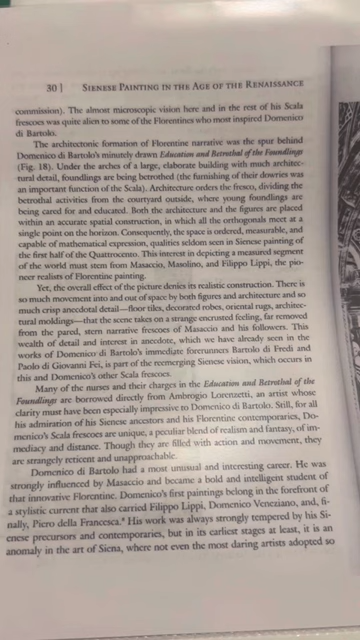 30 | SIENESE PAINTING IN THE AGE OF THE RENAISSANCE
commission). The almost microscopic vision here and in the rest of his Scala
frescoes was quite alien to some of the Florentines who most inspired Domenico
di Bartolo.
The architectonic formation of Florentine narrative was the spur behind
Domenico di Bartolo's minutely drawn Education and Betrothal of the Foundlings
(Fig. 18). Under the arches of a large, elaborate building with much architec-
tural detail, foundlings are being betrothed (the furnishing of their dowries was
an important function of the Scala). Architecture orders the fresco, dividing the
betrothal activities from the courtyard outside, where young foundlings are
being cared for and educated. Both the architecture and the figures are placed
within an accurate spatial construction, in which all the orthogonals meet at a
single point on the horizon. Consequently, the space is ordered, measurable, and
capable of mathematical expression, qualities seldom seen in Sienese painting of
the first half of the Quattrocento. This interest in depicting a measured segment
of the world must stem from Masaccio, Masolino, and Filippo Lippi, the pio-
neer realists of Florentine painting.
Yet, the overall effect of the picture denies its realistic construction. There is
so much movement into and out of space by both figures and architecture and so
much crisp anecdotal detail—floor tiles, decorated robes, oriental rugs, architec-
tural moldings—that the scene takes on a strange encrusted feeling, far removed
from the pared, stern narrative frescoes of Masaccio and his followers. This
wealth of detail and interest in anecdote, which we have already seen in the
works of Domenico di Bartolo's immediate forerunners Bartolo di Fredi and
Paolo di Giovanni Fei, is part of the reemerging Sienese vision, which occurs in
this and Domenico's other Scala frescoes.
Many of the nurses and their charges in the Education and Betrothal of the
Foundlings are borrowed directly from Ambrogio Lorenzetti, an artist whose
clarity must have been especially impressive to Domenico di Bartolo. Still, for all
his admiration of his Sienese ancestors and his Florentine contemporaries, Do-
menico's Scala frescoes are unique, a peculiar blend of realism and fantasy, of im-
mediacy and distance. Though they are filled with action and movement, they
are strangely reticent and unapproachable.
Domenico di Bartolo had a most unusual and interesting career. He was
strongly influenced by Masaccio and became a bold and intelligent student of
that innovative Florentine. Domenico's first paintings belong in the forefront of
a stylistic current that also carried Filippo Lippi, Domenico Veneziano, and, fi-
nally, Piero della Francesca. His work was always strongly tempered by his Si-
enese precursors and contemporaries, but in its earliest stages at least, it is an
anomaly in the art of Siena, where not even the most daring artists adopted so